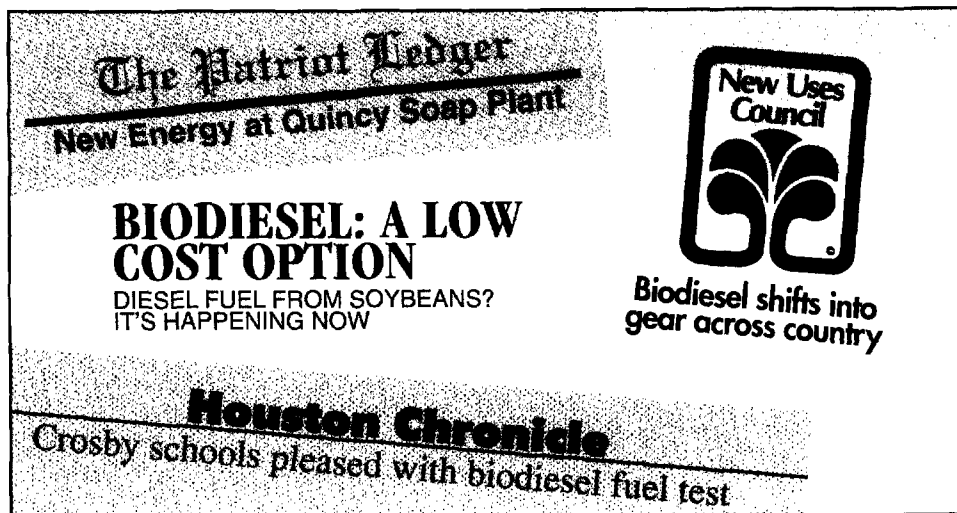 The Patriot Ledger
New Energy at Quincy Soap Plant
New Uses
Council
BIODIESEL: A LOW
COST OPTION
DIESEL FUEL FROM SOYBEANS?
IT'S HAPPENING NOW
Biodiesel shifts into
gear across country
Houston Chronicle
Crosby schools pleased with biodiesel fuel test